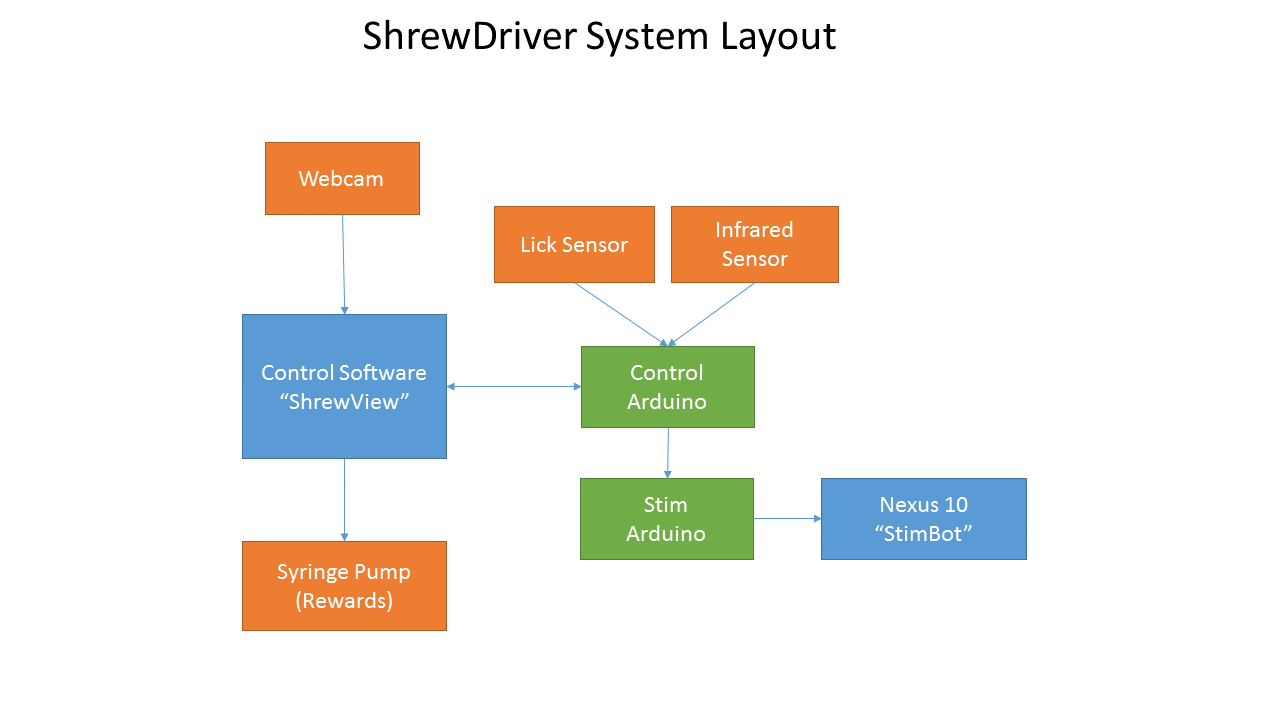 ShrewDriver System Layout
Webcam
Lick Sensor
Infrared
Sensor
Control Software
“ShrewView”
Control
Arduino
Stim
Arduino
Nexus 10
“StimBot”
Syringe Pump
(Rewards)